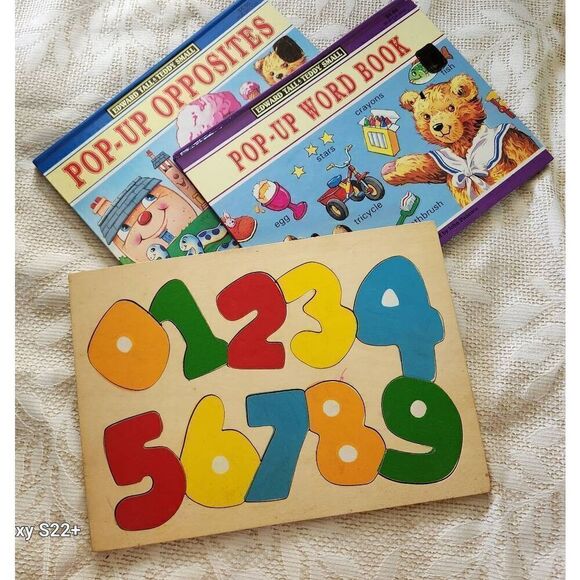 EDWARD TALL & TEDDY SMALL
POP-UP OPPOSITES
EDWARD TALL & TEDDY SMALL
POP-UP WORD BOOK
fish
crayons
stars
egg
tricycle
thbrush
0 1 2 3 4
5 6 7 8 9
xy S22+